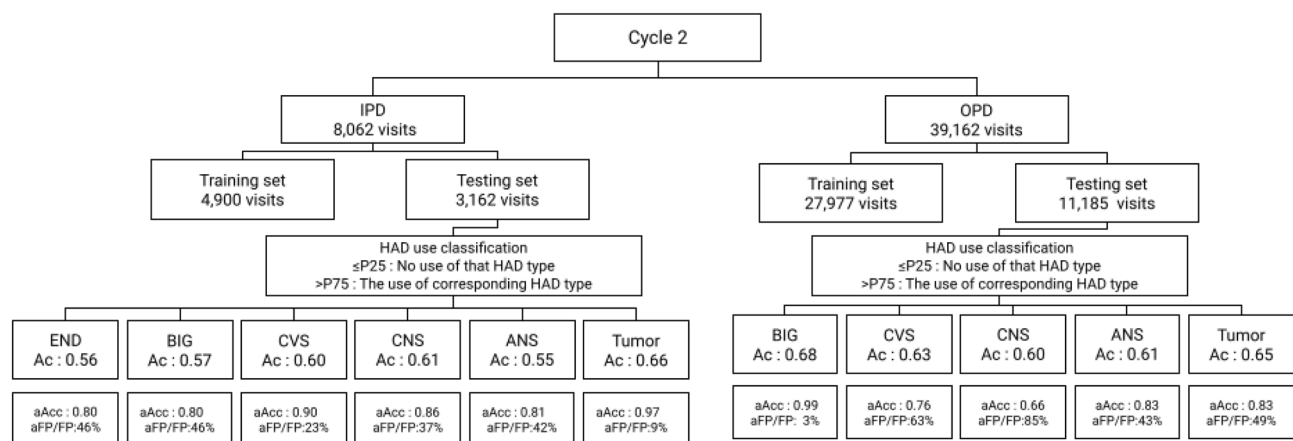 Cycle 2
IPD
8,062 visits
OPD
39,162 visits
Training set
4,900 visits
Testing set
3,162 visits
Training set
27,977 visits
Testing set
11,185 visits
HAD use classification
≤P25 : No use of that HAD type
>P75 : The use of corresponding HAD type
HAD use classification
≤P25 : No use of that HAD type
>P75 : The use of corresponding HAD type
END
Ac : 0.56
BIG
Ac : 0.57
CVS
Ac : 0.60
CNS
Ac : 0.61
ANS
Ac : 0.55
Tumor
Ac : 0.66
BIG
Ac : 0.68
CVS
Ac : 0.63
CNS
Ac : 0.60
ANS
Ac : 0.61
Tumor
Ac : 0.65
aAcc : 0.80
aFP/FP:46%
aAcc : 0.80
aFP/FP:46%
aAcc : 0.90
aFP/FP:23%
aAcc : 0.86
aFP/FP:37%
aAcc : 0.81
aFP/FP:42%
aAcc : 0.97
aFP/FP:9%
aAcc : 0.99
aFP/FP: 3%
aAcc : 0.76
aFP/FP:63%
aAcc : 0.66
aFP/FP:85%
aAcc : 0.83
aFP/FP:43%
aAcc : 0.83
aFP/FP:49%